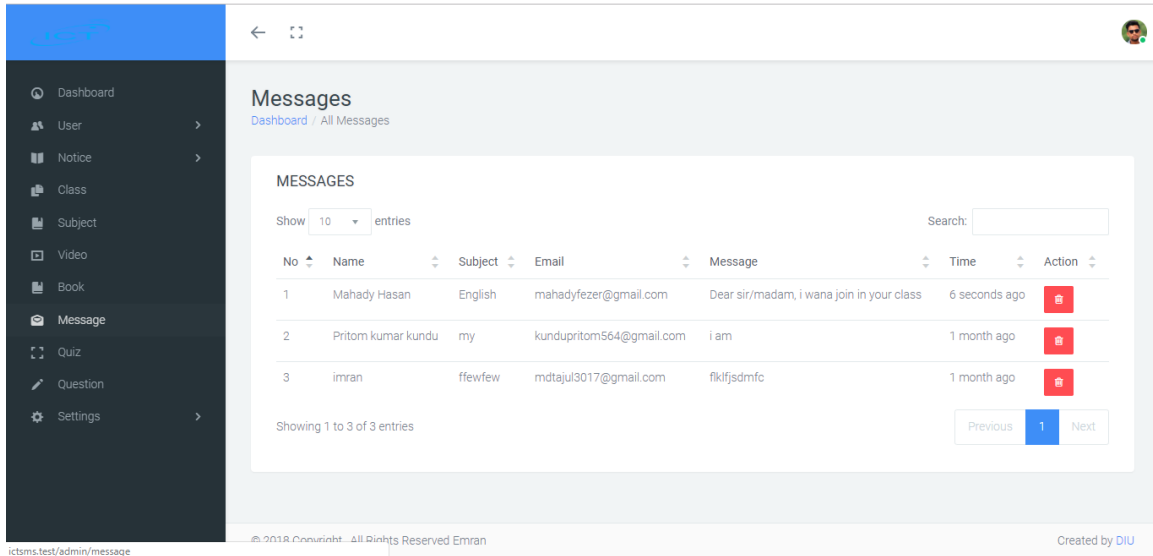 Dashboard
User
Notice
Class
Subject
Video
Book
Message
Quiz
Question
Settings
Messages
Dashboard / All Messages
MESSAGES
Show 10 entries
Search:
No Name Subject Email Message Time Action
1 Mahady Hasan English mahadyfezer@gmail.com Dear sir/madam, i wana join in your class 6 seconds ago
2 Pritom kumar kundu my kundupritom564@gmail.com i am 1 month ago
3 imran ffewfew mdtajul3017@gmail.com flklfjsdmfc 1 month ago
Showing 1 to 3 of 3 entries
Previous 1 Next
© 2018 Copyright . All Rights Reserved Emran
Created by DIU
ictsms.test/admin/message